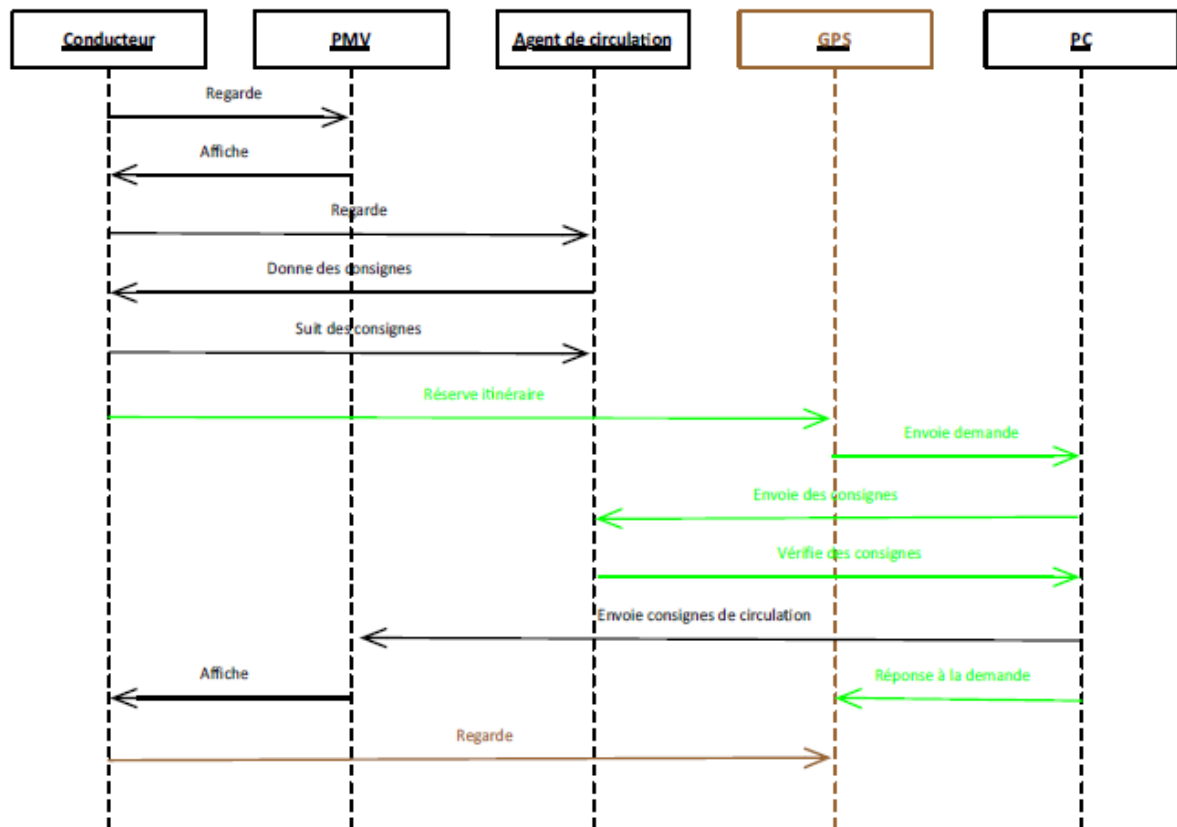 Conducteur
PMV
Agent de circulation
GPS
PC
Regarde
Affiche
Regarde
Donne des consignes
Suit des consignes
Réserve itinéraire
Envoie demande
Envoie des consignes
Vérifie des consignes
Envoie consignes de circulation
Affiche
Réponse à la demande
Regarde